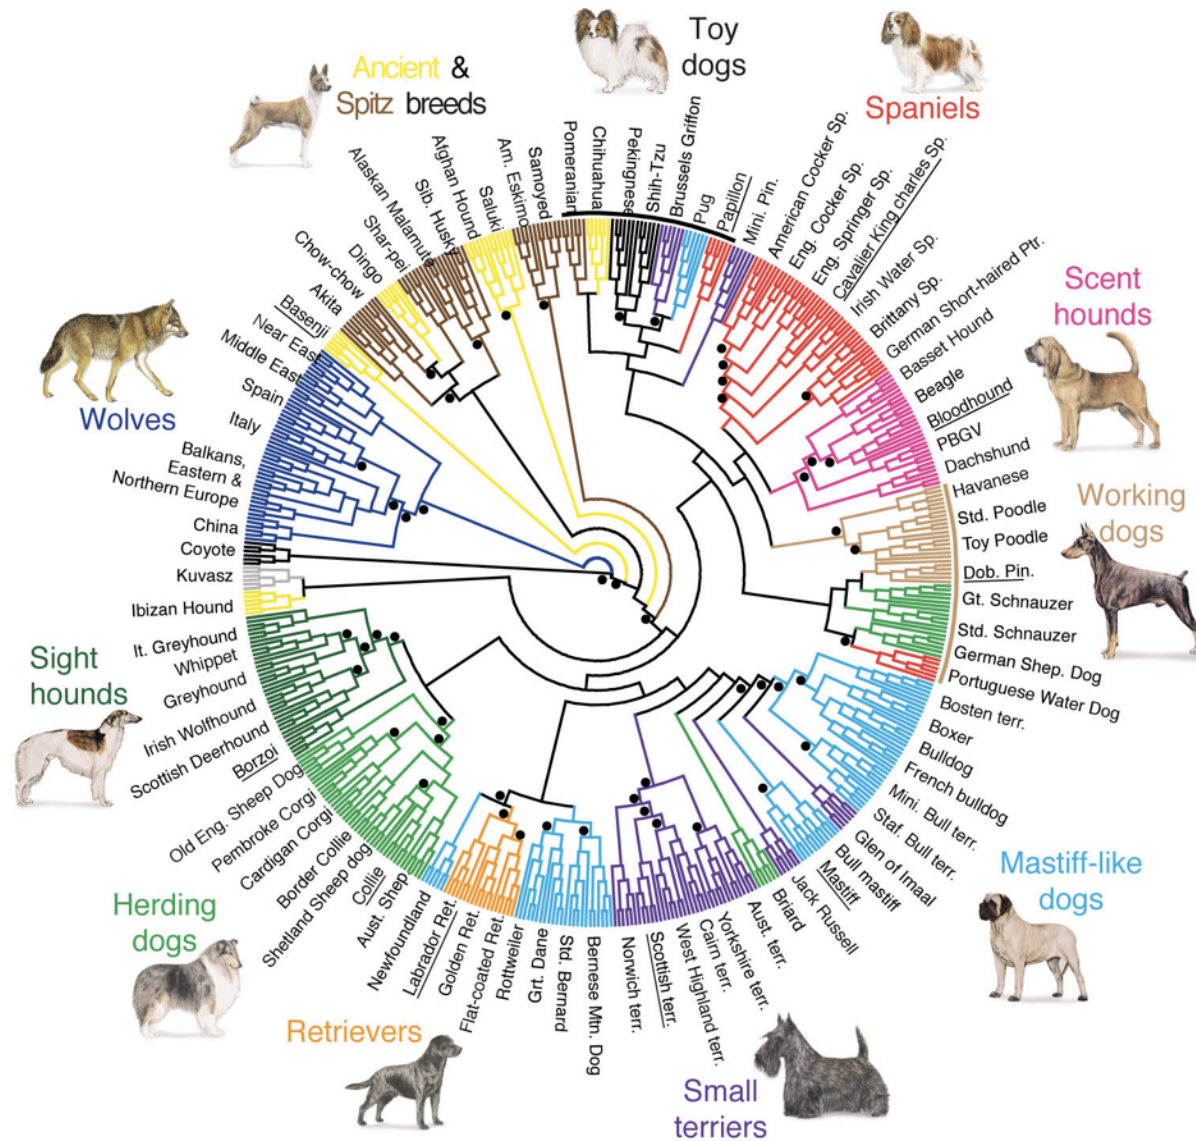 Ancient &
Spitz breeds
Toy
dogs
Spaniels
Scent
hounds
Working
dogs
Mastiff-like
dogs
Small
terriers
Retrievers
Herding
dogs
Sight
hounds
Wolves
Basenji
Akita
Chow-chow
Dingo
Shar-pei
Alaskan Malamute
Sib. Husky
Afghan Hound
Saluki
Am. Eskimo
Samoyed
Pomeranian
Chihuahua
Pekingnese
Shih-Tzu
Brussels Griffon
Pug
Papillon
Mini. Pin.
American Cocker Sp.
Eng. Cocker Sp.
Eng. Springer Sp.
Cavalier King charles Sp.
Irish Water Sp.
Brittany Sp.
German Short-haired Ptr.
Basset Hound
Beagle
Bloodhound
PBGV
Dachshund
Havanese
Std. Poodle
Toy Poodle
Dob. Pin.
Gt. Schnauzer
Std. Schnauzer
German Shep. Dog
Portuguese Water Dog
Bosten terr.
Boxer
Bulldog
French bulldog
Mini. Bull terr.
Staf. Bull terr.
Glen of Imaal
Bull mastiff
Mastiff
Jack Russell
Briard
Aust. terr.
Yorkshire terr.
Cairn terr.
West Highland terr.
Scottish terr.
Norwich terr.
Bernese Mtn. Dog
Std. Bernard
Grt. Dane
Rottweiler
Flat-coated Ret.
Golden Ret.
Labrador Ret.
Newfoundland
Aust. Shep
Collie
Shetland Sheep dog
Border Collie
Cardigan Corgi
Pembroke Corgi
Old Eng. Sheep Dog
Borzoi
Scottish Deerhound
Irish Wolfhound
Greyhound
Whippet
It. Greyhound
Ibizan Hound
Kuvasz
Coyote
China
Balkans,
Eastern &
Northern Europe
Italy
Spain
Middle East
Near East